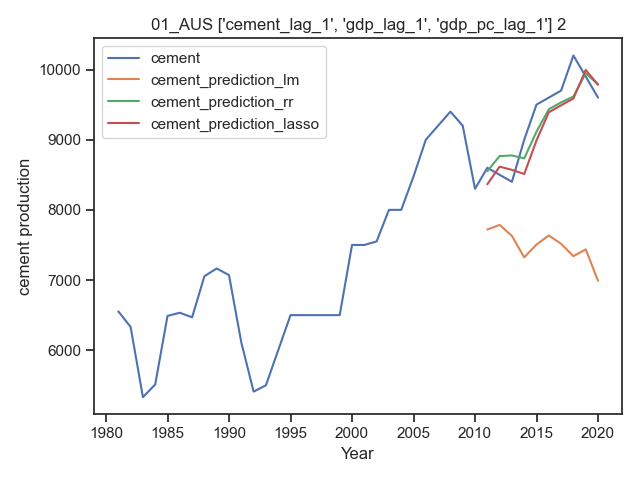 01_AUS ['cement_lag_1', 'gdp_lag_1', 'gdp_pc_lag_1'] 2
cement
cement_prediction_lm
cement_prediction_rr
cement_prediction_lasso
cement production
10000
9000
8000
7000
6000
1980 1985 1990 1995 2000 2005 2010 2015 2020
Year